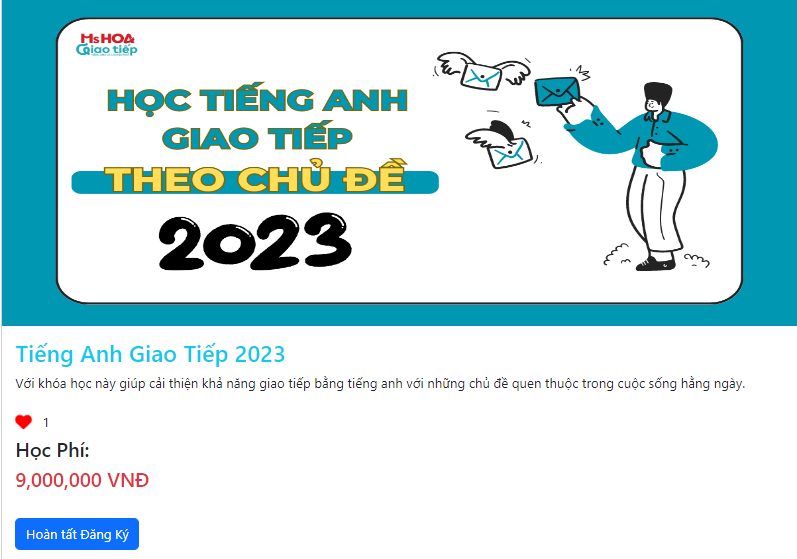 MsHOA
Giao tiếp
HỌC TIẾNG ANH
GIAO TIẾP
THEO CHỦ ĐỀ
2023
Tiếng Anh Giao Tiếp 2023
Với khóa học này giúp cải thiện khả năng giao tiếp bằng tiếng anh với những chủ đề quen thuộc trong cuộc sống hằng ngày.
1
Học Phí:
9,000,000 VNĐ
Hoàn tất Đăng Ký